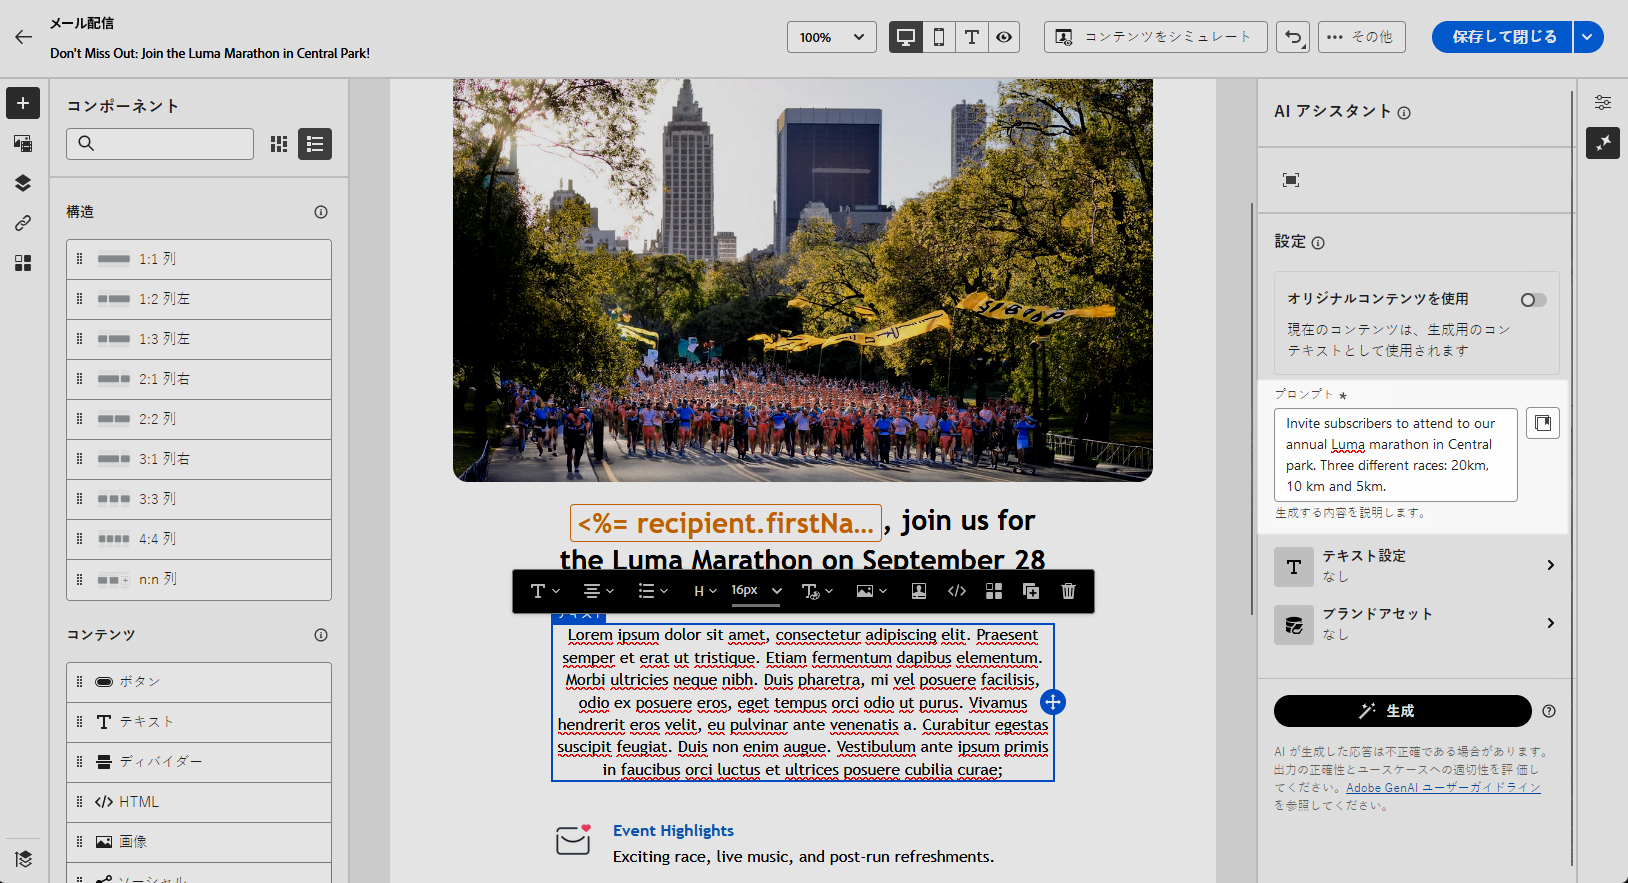 メール配信
Don't Miss Out: Join the Luma Marathon in Central Park!
100%
コンテンツをシミュレート
その他
保存して閉じる
コンポーネント
構造
1:1 列
1:2 列左
1:3 列左
2:1 列右
2:2 列
3:1 列右
3:3 列
4:4 列
n:n 列
コンテンツ
ボタン
テキスト
ディバイダー
HTML
画像
ソーシャル
<%= recipient.firstNa... , join us for
the Luma Marathon on September 28
H
16px
テキスト
Lorem ipsum dolor sit amet, consectetur adipiscing elit. Praesent
semper et erat ut tristique. Etiam fermentum dapibus elementum.
Morbi ultricies neque nibh. Duis pharetra, mi vel posuere facilisis,
odio ex posuere eros, eget tempus orci odio ut purus. Vivamus
hendrerit eros velit, eu pulvinar ante venenatis a. Curabitur egestas
suscipit feugiat. Duis non enim augue. Vestibulum ante ipsum primis
in faucibus orci luctus et ultrices posuere cubilia curae;
Event Highlights
Exciting race, live music, and post-run refreshments.
AI アシスタント
設定
オリジナルコンテンツを使用
現在のコンテンツは、生成用のコン
テキストとして使用されます
プロンプト *
Invite subscribers to attend to our
annual Luma marathon in Central
park. Three different races: 20km,
10 km and 5km.
生成する内容を説明します。
テキスト設定
なし
ブランドアセット
なし
生成
AI が生成した応答は不正確である場合があります。
出力の正確性とユースケースへの適切性を評価し
てください。Adobe GenAI ユーザーガイドライン
を参照してください。